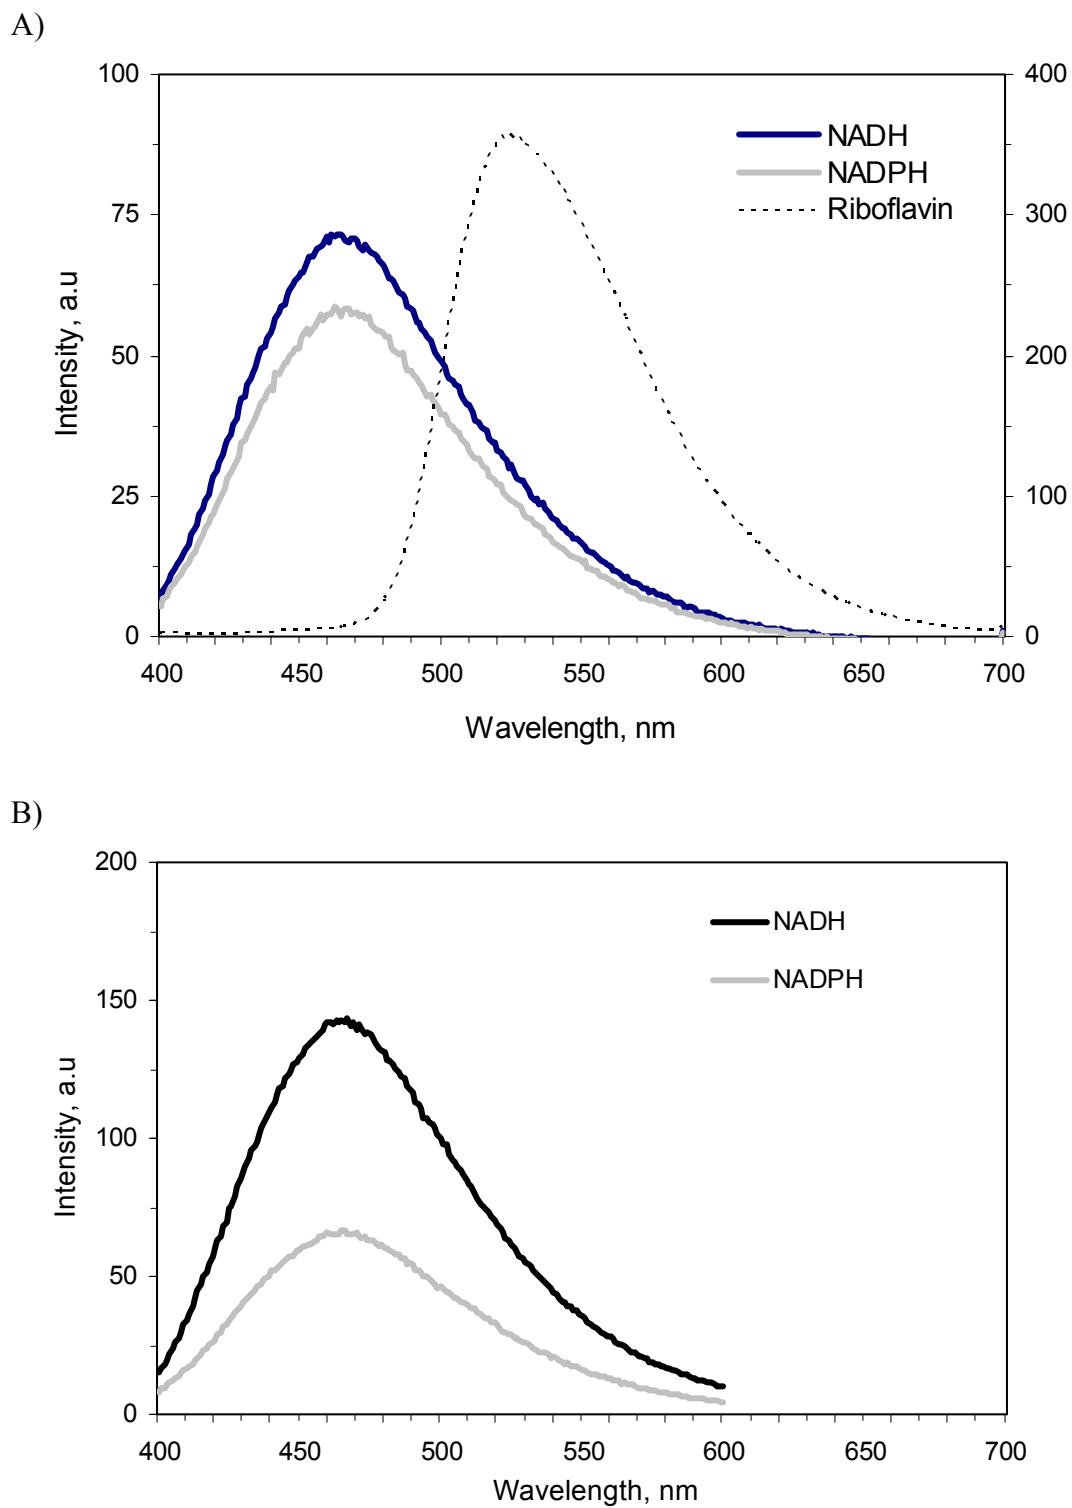 A)
100 400
NADH
NADPH
Riboflavin
75 300
50 200
25 100
0 0
Intensity, a.u
400 450 500 550 600 650 700
Wavelength, nm
B)
200
NADH
NADPH
150
100
50
0
Intensity, a.u
400 450 500 550 600 650 700
Wavelength, nm